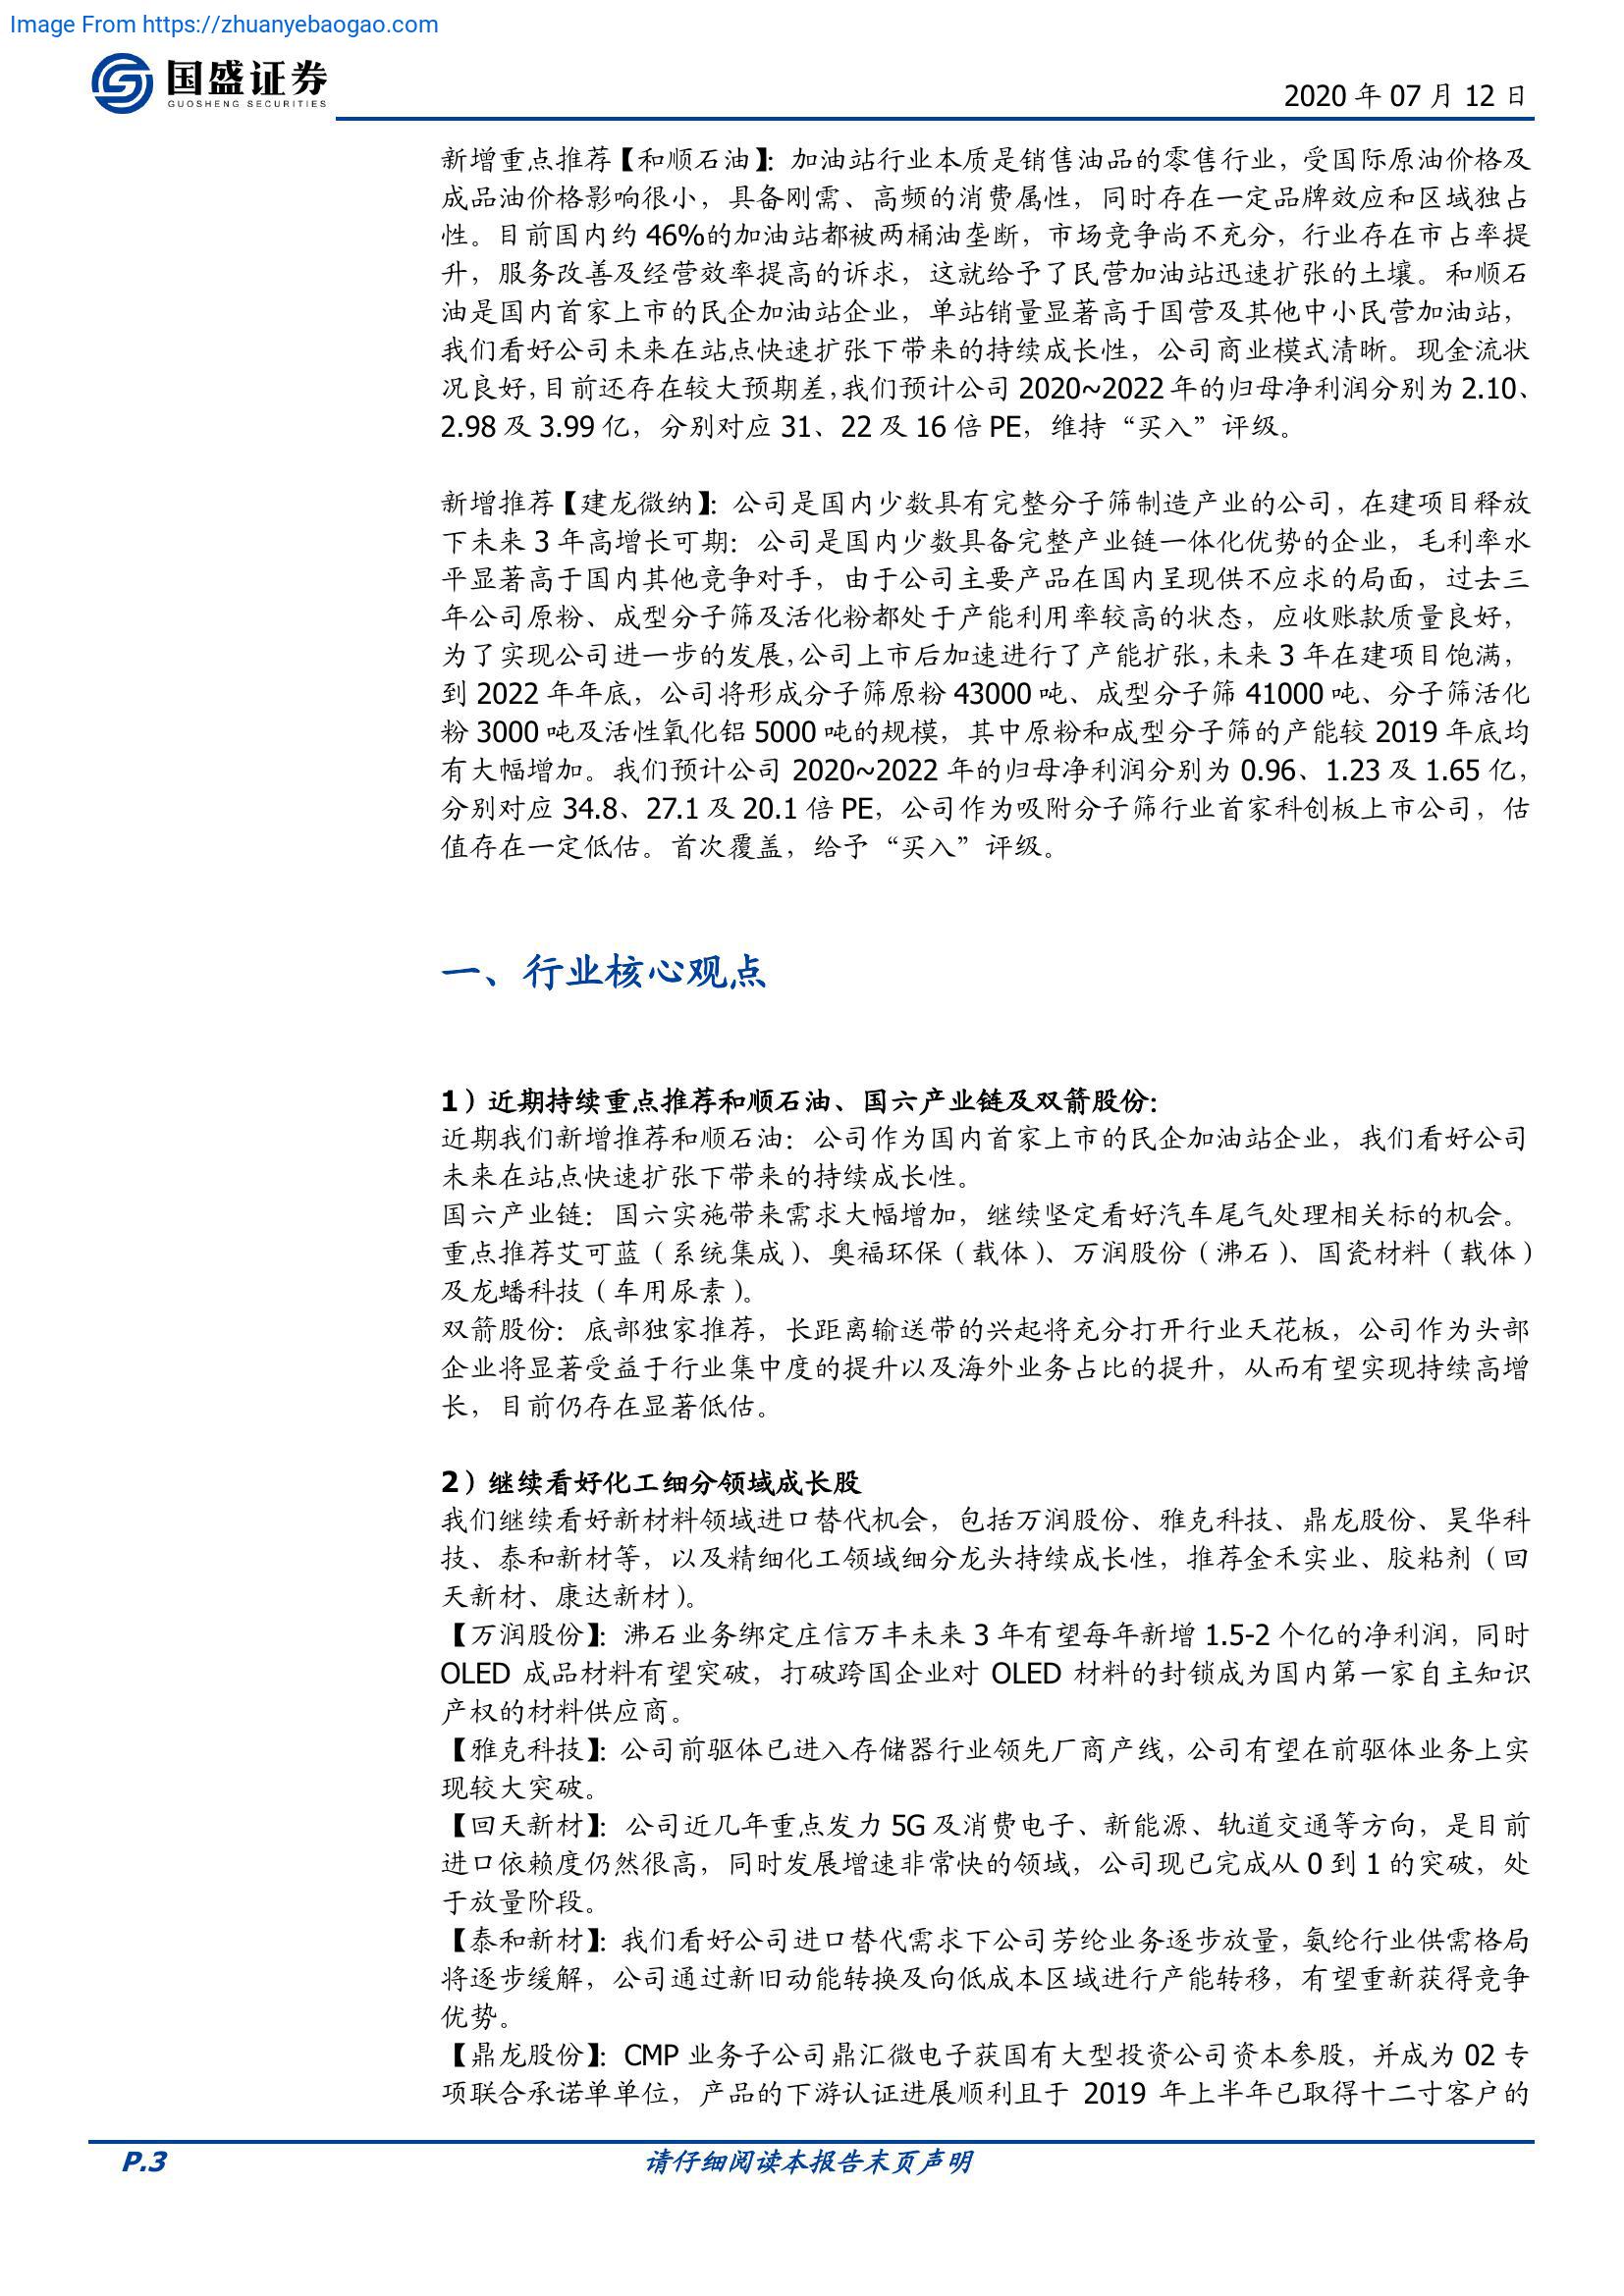 Image From https://zhuanyebaogao.com
国盛证券
GUOSHENG SECURITIES
2020 年 07 月 12 日
新增重点推荐【和顺石油】：加油站行业本质是销售油品的零售行业，受国际原油价格及
成品油价格影响很小，具备刚需、高频的消费属性，同时存在一定品牌效应和区域独占
性。目前国内约 46%的加油站都被两桶油垄断，市场竞争尚不充分，行业存在市占率提
升，服务改善及经营效率提高的诉求，这就给予了民营加油站迅速扩张的土壤。和顺石
油是国内首家上市的民企加油站企业，单站销量显著高于国营及其他中小民营加油站，
我们看好公司未来在站点快速扩张下带来的持续成长性，公司商业模式清晰。现金流状
况良好，目前还存在较大预期差，我们预计公司 2020~2022 年的归母净利润分别为 2.10、
2.98 及 3.99 亿，分别对应 31、22 及 16 倍 PE，维持“买入”评级。
新增推荐【建龙微纳】：公司是国内少数具有完整分子筛制造产业的公司，在建项目释放
下未来 3 年高增长可期：公司是国内少数具备完整产业链一体化优势的企业，毛利率水
平显著高于国内其他竞争对手，由于公司主要产品在国内呈现供不应求的局面，过去三
年公司原粉、成型分子筛及活化粉都处于产能利用率较高的状态，应收账款质量良好，
为了实现公司进一步的发展，公司上市后加速进行了产能扩张，未来 3 年在建项目饱满，
到 2022 年年底，公司将形成分子筛原粉 43000 吨、成型分子筛 41000 吨、分子筛活化
粉 3000 吨及活性氧化铝 5000 吨的规模，其中原粉和成型分子筛的产能较 2019 年底均
有大幅增加。我们预计公司 2020~2022 年的归母净利润分别为 0.96、1.23 及 1.65 亿，
分别对应 34.8、27.1 及 20.1 倍 PE，公司作为吸附分子筛行业首家科创板上市公司，估
值存在一定低估。首次覆盖，给予“买入”评级。
一、行业核心观点
1）近期持续重点推荐和顺石油、国六产业链及双箭股份：
近期我们新增推荐和顺石油：公司作为国内首家上市的民企加油站企业，我们看好公司
未来在站点快速扩张下带来的持续成长性。
国六产业链：国六实施带来需求大幅增加，继续坚定看好汽车尾气处理相关标的机会。
重点推荐艾可蓝（系统集成）、奥福环保（载体）、万润股份（沸石）、国瓷材料（载体）
及龙蟠科技（车用尿素）。
双箭股份：底部独家推荐，长距离输送带的兴起将充分打开行业天花板，公司作为头部
企业将显著受益于行业集中度的提升以及海外业务占比的提升，从而有望实现持续高增
长，目前仍存在显著低估。
2）继续看好化工细分领域成长股
我们继续看好新材料领域进口替代机会，包括万润股份、雅克科技、鼎龙股份、昊华科
技、泰和新材等，以及精细化工领域细分龙头持续成长性，推荐金禾实业、胶粘剂（回
天新材、康达新材）。
【万润股份】：沸石业务绑定庄信万丰未来 3 年有望每年新增 1.5-2 个亿的净利润，同时
OLED 成品材料有望突破，打破跨国企业对 OLED 材料的封锁成为国内第一家自主知识
产权的材料供应商。
【雅克科技】：公司前驱体已进入存储器行业领先厂商产线，公司有望在前驱体业务上实
现较大突破。
【回天新材】：公司近几年重点发力 5G 及消费电子、新能源、轨道交通等方向，是目前
进口依赖度仍然很高，同时发展增速非常快的领域，公司现已完成从 0 到 1 的突破，处
于放量阶段。
【泰和新材】：我们看好公司进口替代需求下公司芳纶业务逐步放量，氨纶行业供需格局
将逐步缓解，公司通过新旧动能转换及向低成本区域进行产能转移，有望重新获得竞争
优势。
【鼎龙股份】：CMP 业务子公司鼎汇微电子获国有大型投资公司资本参股，并成为 02 专
项联合承诺单单位，产品的下游认证进展顺利且于 2019 年上半年已取得十二寸客户的
P.3
请仔细阅读本报告末页声明